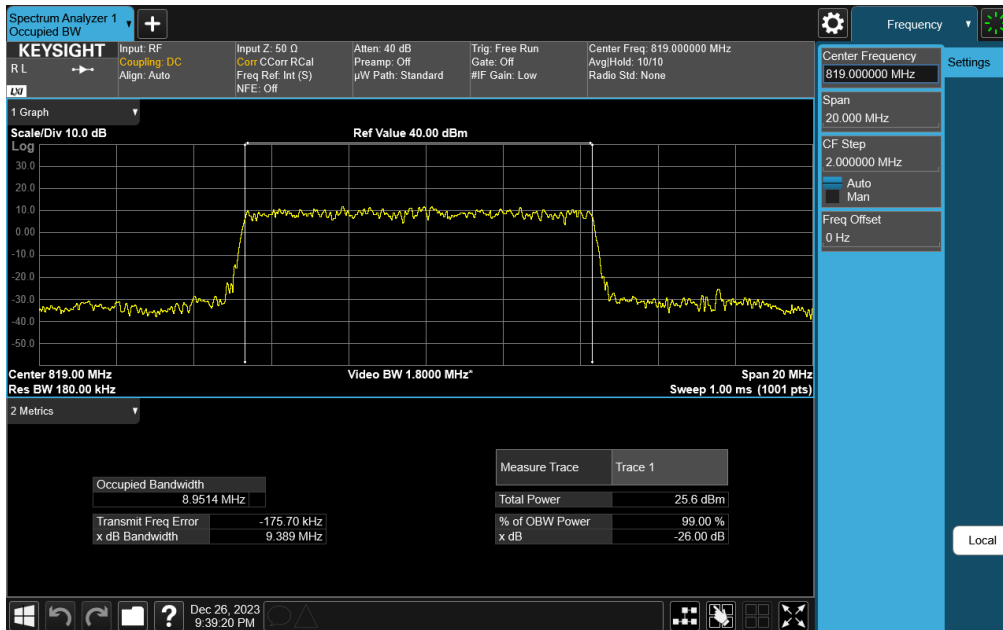 Spectrum Analyzer 1
Occupied BW
Frequency
KEYSIGHT
R L
LXI
Input: RF
Coupling: DC
Align: Auto
Input Z: 50 Ω
Corr CCorr RCal
Freq Ref: Int (S)
NFE: Off
Atten: 40 dB
Preamp: Off
µW Path: Standard
Trig: Free Run
Gate: Off
#IF Gain: Low
Center Freq: 819.000000 MHz
Avg|Hold: 10/10
Radio Std: None
Center Frequency
819.000000 MHz
Settings
Span
20.000 MHz
CF Step
2.000000 MHz
Auto
Man
Freq Offset
0 Hz
Local
1 Graph
Scale/Div 10.0 dB
Ref Value 40.00 dBm
Log
30.0
20.0
10.0
0.00
-10.0
-20.0
-30.0
-40.0
-50.0
Center 819.00 MHz
Video BW 1.8000 MHz*
Span 20 MHz
Res BW 180.00 kHz
Sweep 1.00 ms (1001 pts)
2 Metrics
Occupied Bandwidth
8.9514 MHz
Transmit Freq Error -175.70 kHz
x dB Bandwidth 9.389 MHz
Measure Trace Trace 1
Total Power 25.6 dBm
% of OBW Power 99.00 %
x dB -26.00 dB
?
Dec 26, 2023
9:39:20 PM